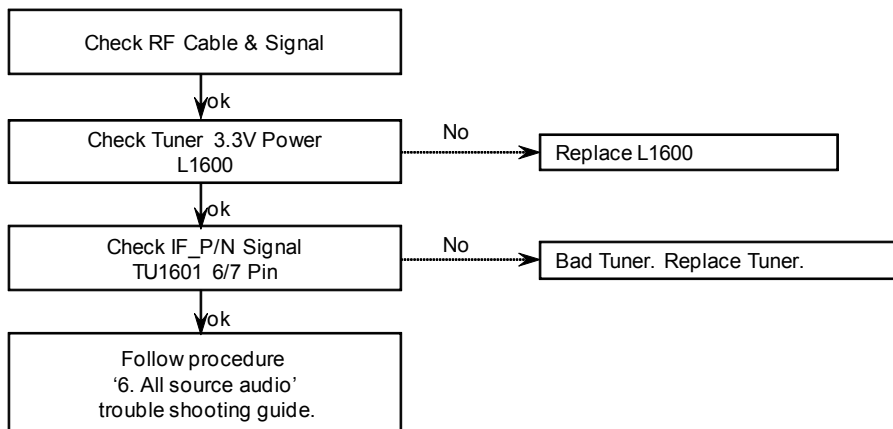 Check RF Cable & Signal
ok
Check Tuner 3.3V Power
L1600
No
Replace L1600
ok
Check IF_P/N Signal
TU1601 6/7 Pin
No
Bad Tuner. Replace Tuner.
ok
Follow procedure
‘6. All source audio’
trouble shooting guide.